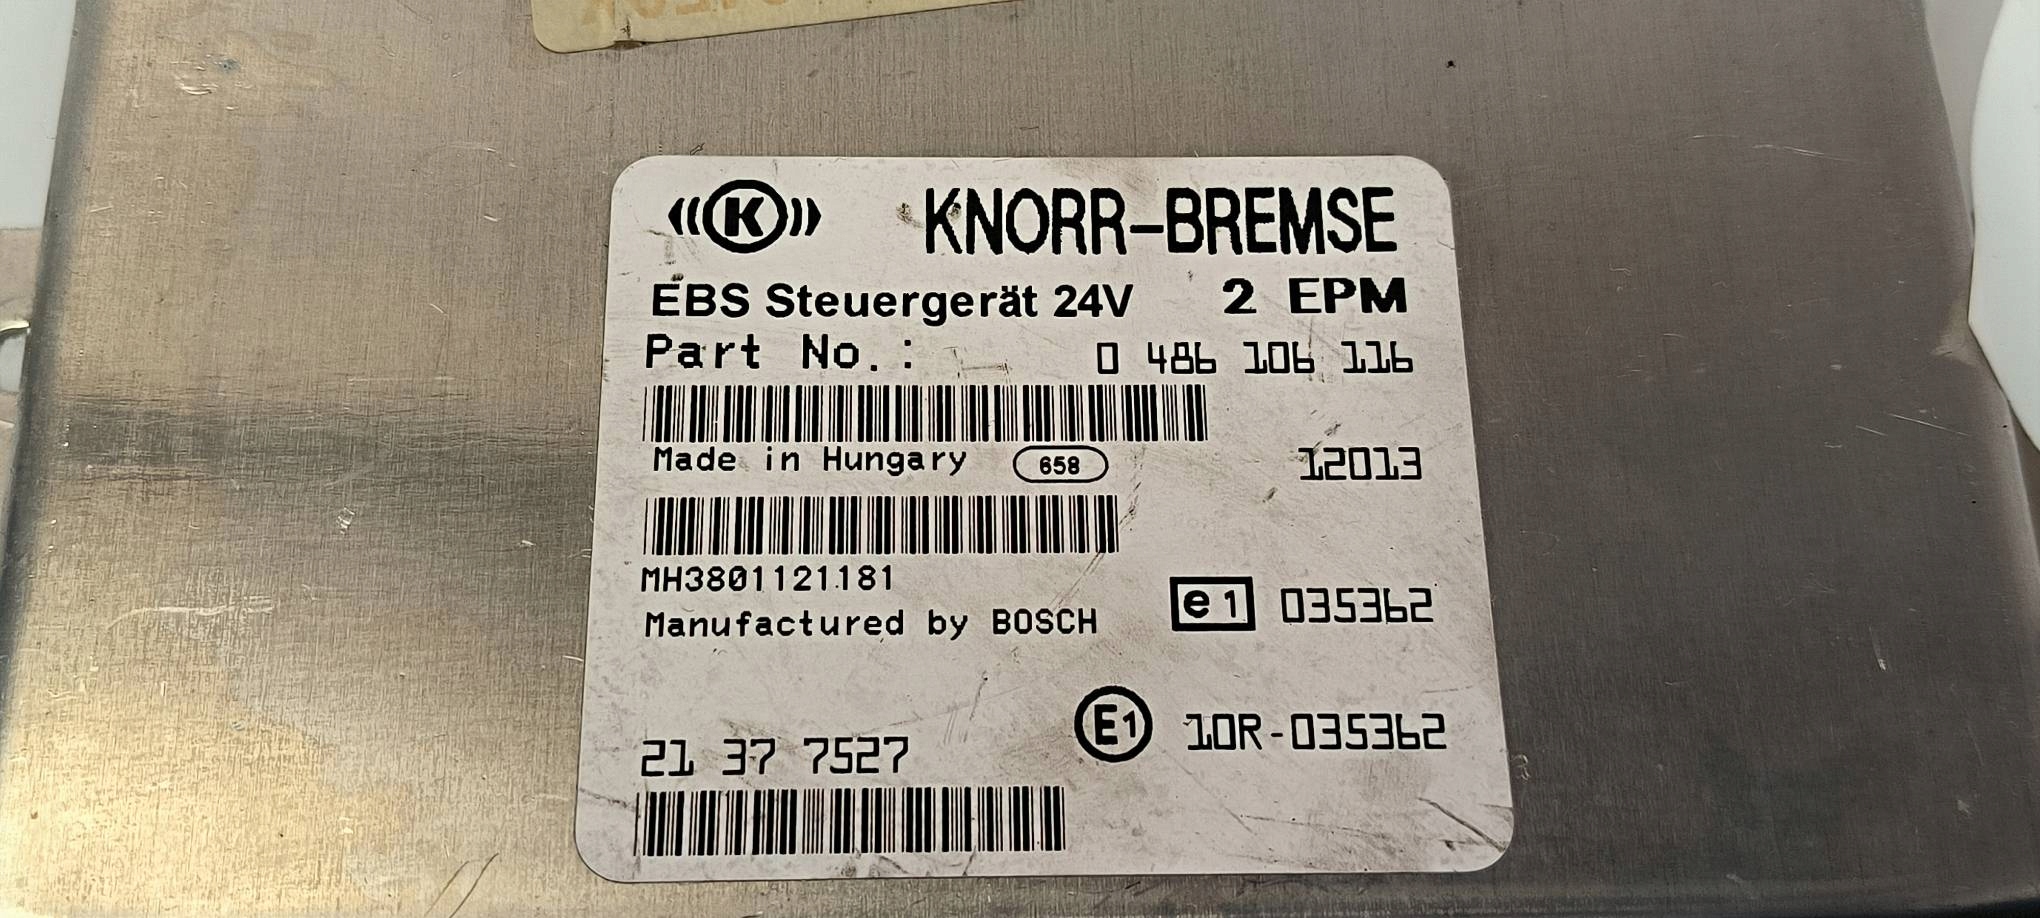 K KNORR-BREMSE
EBS Steuergerät 24V 2 EPM
Part No.: 0 486 106 116
Made in Hungary 658 12013
MH3801121181
e1 035362
Manufactured by BOSCH
E1 10R-035362
21 37 7527